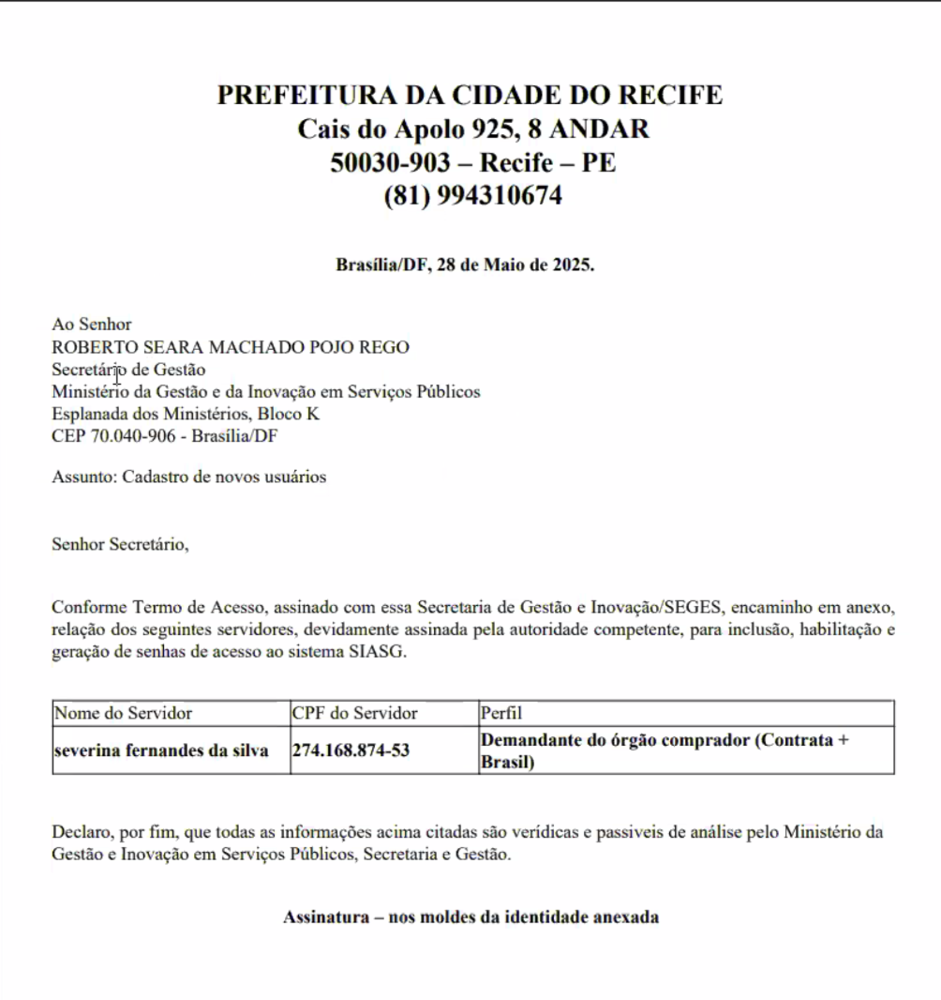 PREFEITURA DA CIDADE DO RECIFE
Cais do Apolo 925, 8 ANDAR
50030-903 – Recife – PE
(81) 994310674
Brasília/DF, 28 de Maio de 2025.
Ao Senhor
ROBERTO SEARA MACHADO POJO REGO
Secretário de Gestão
Ministério da Gestão e da Inovação em Serviços Públicos
Esplanada dos Ministérios, Bloco K
CEP 70.040-906 - Brasília/DF
Assunto: Cadastro de novos usuários
Senhor Secretário,
Conforme Termo de Acesso, assinado com essa Secretaria de Gestão e Inovação/SEGES, encaminho em anexo,
relação dos seguintes servidores, devidamente assinada pela autoridade competente, para inclusão, habilitação e
geração de senhas de acesso ao sistema SIASG.
Nome do Servidor CPF do Servidor Perfil
severina fernandes da silva 274.168.874-53 Demandante do órgão comprador (Contrata +
Brasil)
Declaro, por fim, que todas as informações acima citadas são verídicas e passiveis de análise pelo Ministério da
Gestão e Inovação em Serviços Públicos, Secretaria e Gestão.
Assinatura – nos moldes da identidade anexada